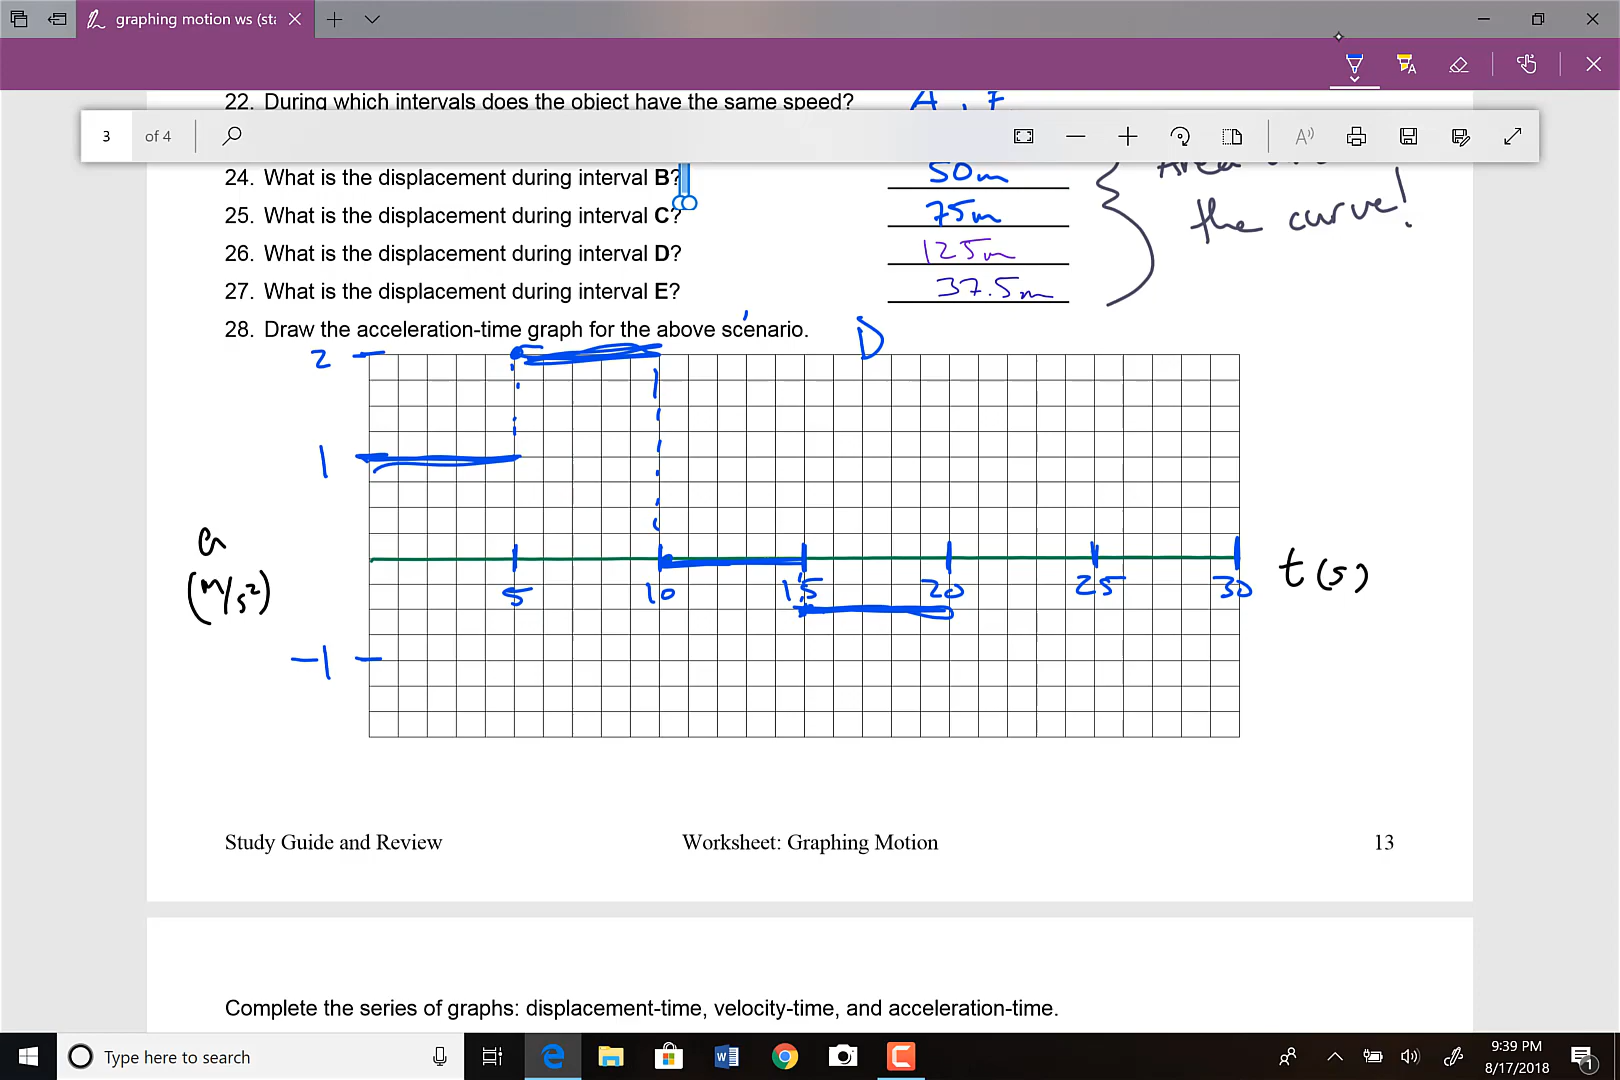 graphing motion ws (sta
22. During which intervals does the object have the same speed? A, F
3 of 4
24. What is the displacement during interval B? 50m
25. What is the displacement during interval C? 75m
the curve!
26. What is the displacement during interval D? 125m
27. What is the displacement during interval E? 37.5m
28. Draw the acceleration-time graph for the above scenario. D
2
1
a
(m/s²)
5 10 15 20 25 30 t(s)
-1
Study Guide and Review Worksheet: Graphing Motion 13
Complete the series of graphs: displacement-time, velocity-time, and acceleration-time.
Type here to search
9:39 PM
8/17/2018
1